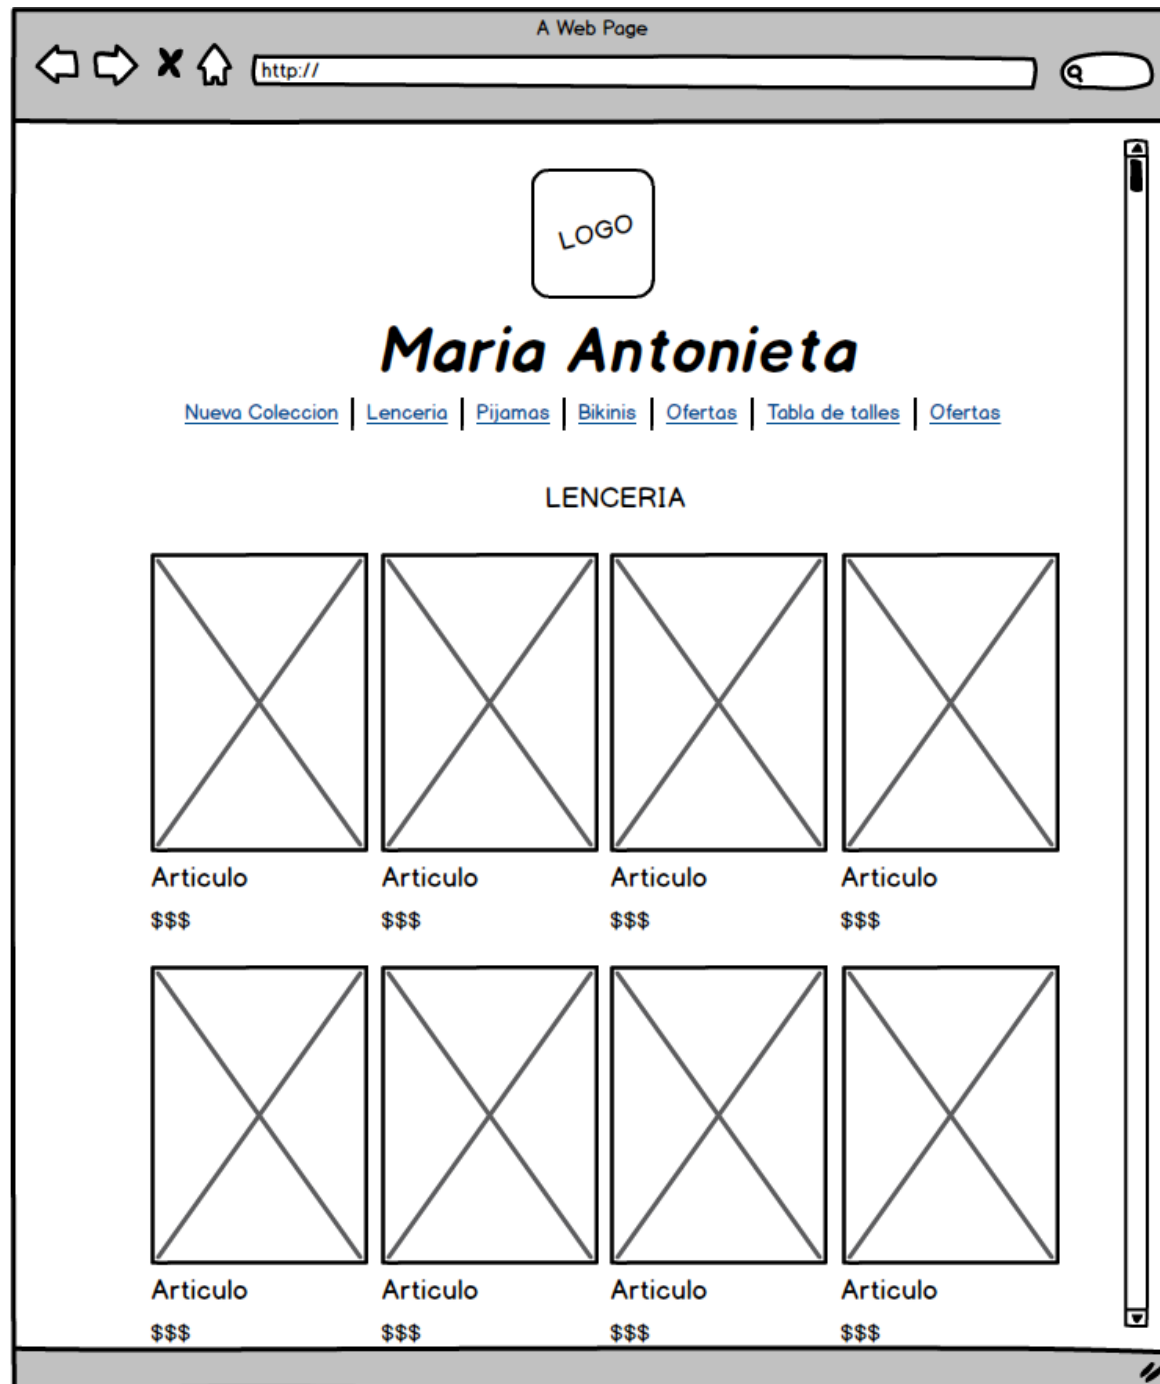 A Web Page
http://
LOGO
Maria Antonieta
Nueva Coleccion | Lenceria | Pijamas | Bikinis | Ofertas | Tabla de talles | Ofertas
LENCERIA
Articulo Articulo Articulo Articulo
$$$ $$$ $$$ $$$
Articulo Articulo Articulo Articulo
$$$ $$$ $$$ $$$